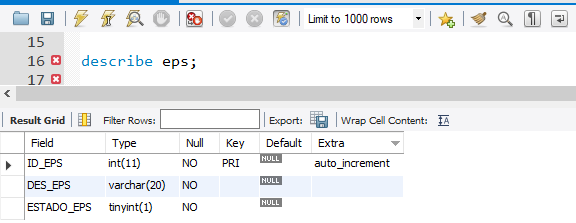 Limit to 1000 rows
15
16 describe eps;
17
Result Grid Filter Rows: Export: Wrap Cell Content:
Field Type Null Key Default Extra
ID_EPS int(11) NO PRI NULL auto_increment
DES_EPS varchar(20) NO NULL
ESTADO_EPS tinyint(1) NO NULL